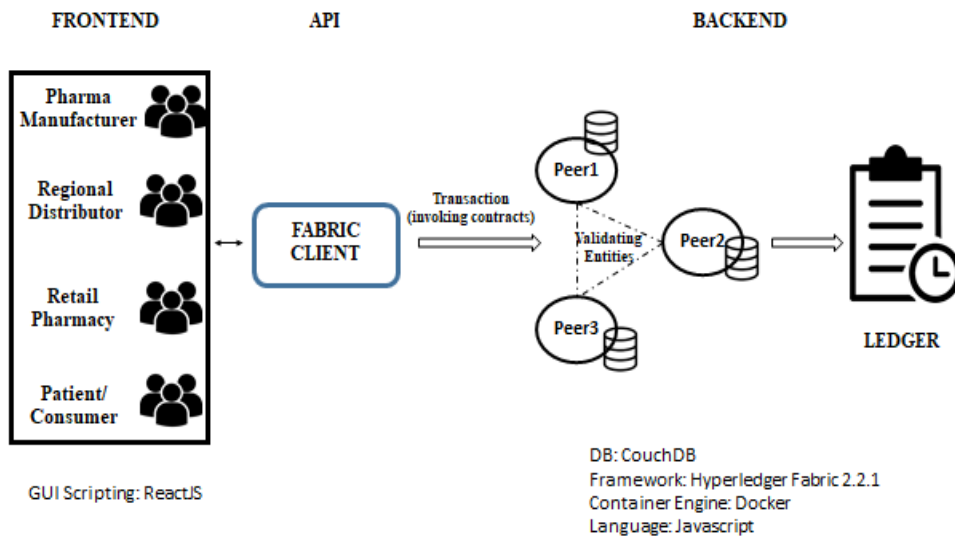 FRONTEND
API
BACKEND
Pharma
Manufacturer
Regional
Distributor
Retail
Pharmacy
Patient/
Consumer
GUI Scripting: ReactJS
FABRIC
CLIENT
Transaction
(invoking contracts)
Peer1
Validating
Entities
Peer2
Peer3
LEDGER
DB: CouchDB
Framework: Hyperledger Fabric 2.2.1
Container Engine: Docker
Language: Javascript